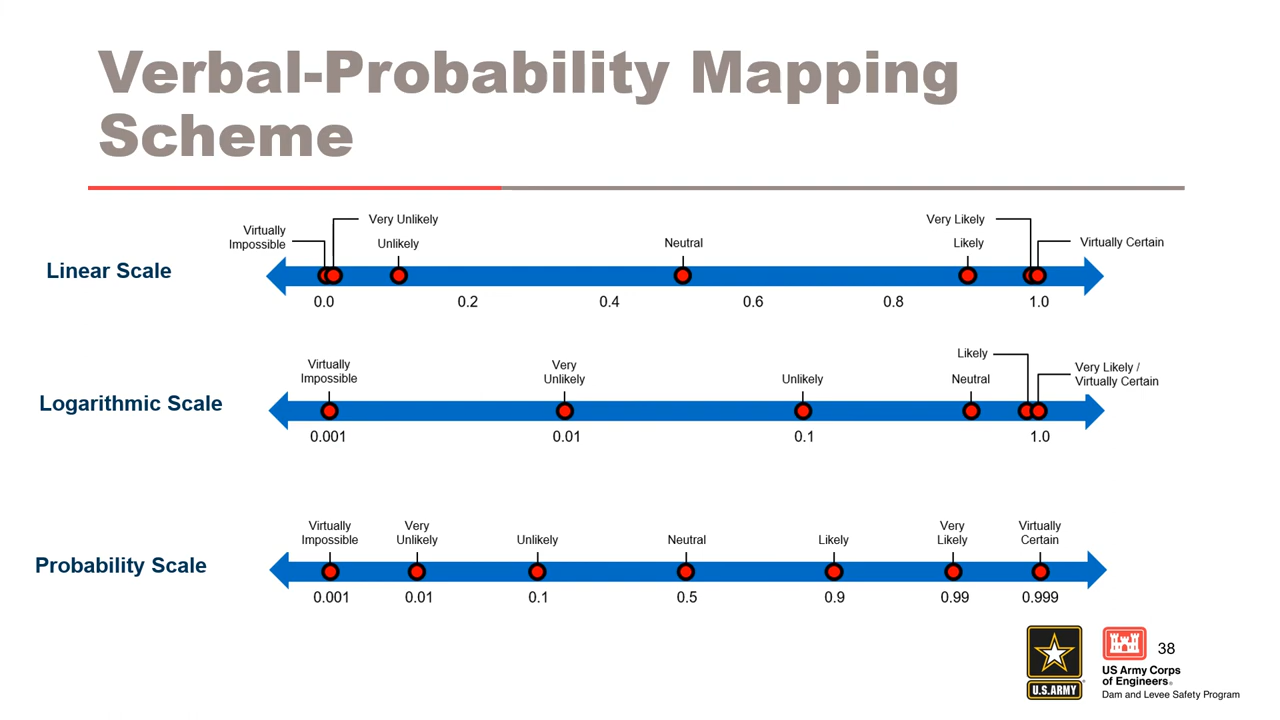 Verbal-Probability Mapping
Scheme
Linear Scale
Virtually
Impossible
Very Unlikely
Unlikely
Neutral
Very Likely
Likely
Virtually Certain
0.0
0.2
0.4
0.6
0.8
1.0
Logarithmic Scale
Virtually
Impossible
Very
Unlikely
Unlikely
Likely
Neutral
Very Likely /
Virtually Certain
0.001
0.01
0.1
1.0
Probability Scale
Virtually
Impossible
Very
Unlikely
Unlikely
Neutral
Likely
Very
Likely
Virtually
Certain
0.001
0.01
0.1
0.5
0.9
0.99
0.999
U.S.ARMY
38
US Army Corps
of Engineers®
Dam and Levee Safety Program